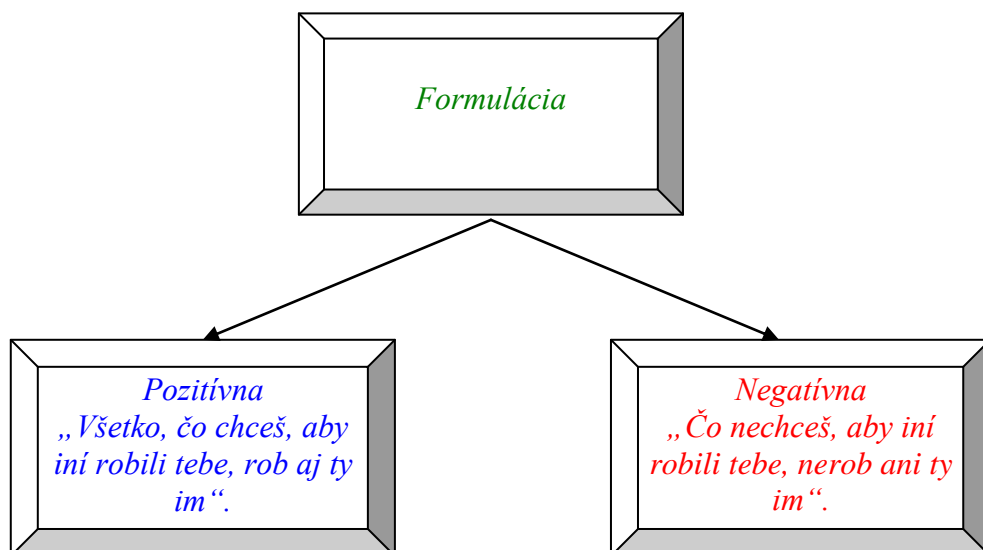 Formulácia
Pozitívna
„Všetko, čo chceš, aby
iní robili tebe, rob aj ty
im“.
Negatívna
„Čo nechceš, aby iní
robili tebe, nerob ani ty
im“.